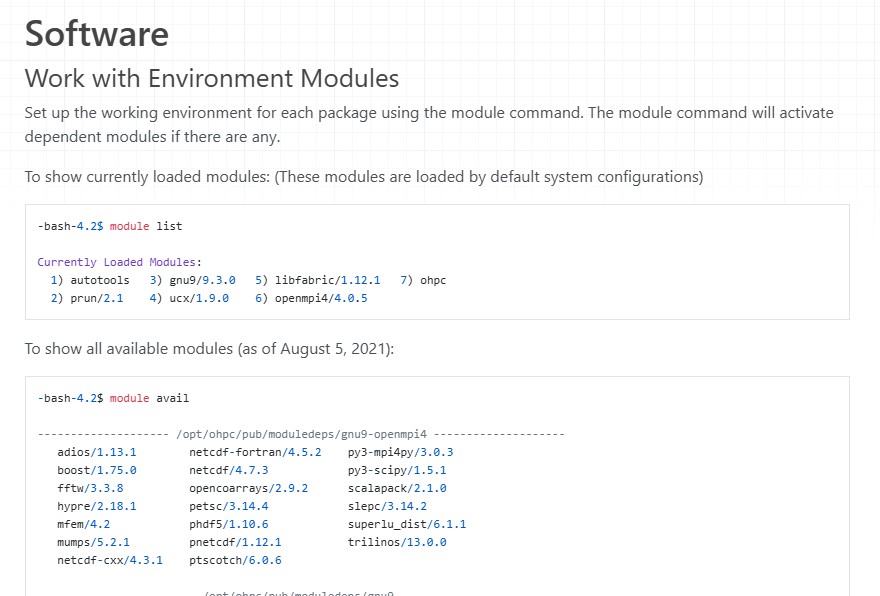 Software
Work with Environment Modules
Set up the working environment for each package using the module command. The module command will activate
dependent modules if there are any.
To show currently loaded modules: (These modules are loaded by default system configurations)
-bash-4.2$ module list
Currently Loaded Modules:
1) autotools 3) gnu9/9.3.0 5) libfabric/1.12.1 7) ohpc
2) prun/2.1 4) ucx/1.9.0 6) openmpi4/4.0.5
To show all available modules (as of August 5, 2021):
-bash-4.2$ module avail
-------------------- /opt/ohpc/pub/moduledeps/gnu9-openmpi4 --------------------
adios/1.13.1 netcdf-fortran/4.5.2 py3-mpi4py/3.0.3
boost/1.75.0 netcdf/4.7.3 py3-scipy/1.5.1
fftw/3.3.8 opencoarrays/2.9.2 scalapack/2.1.0
hypre/2.18.1 petsc/3.14.4 slepc/3.14.2
mfem/4.2 phdf5/1.10.6 superlu_dist/6.1.1
mumps/5.2.1 pnetcdf/1.12.1 trilinos/13.0.0
netcdf-cxx/4.3.1 ptscotch/6.0.6
/opt/ohpc/pub/moduledeps/gnu9